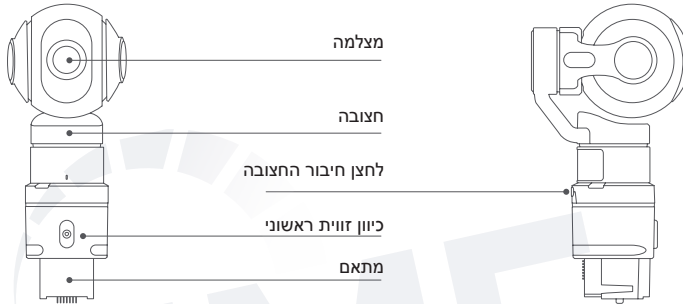 מצלמה
חצובה
לחצן חיבור החצובה
כיוון זווית ראשוני
מתאם